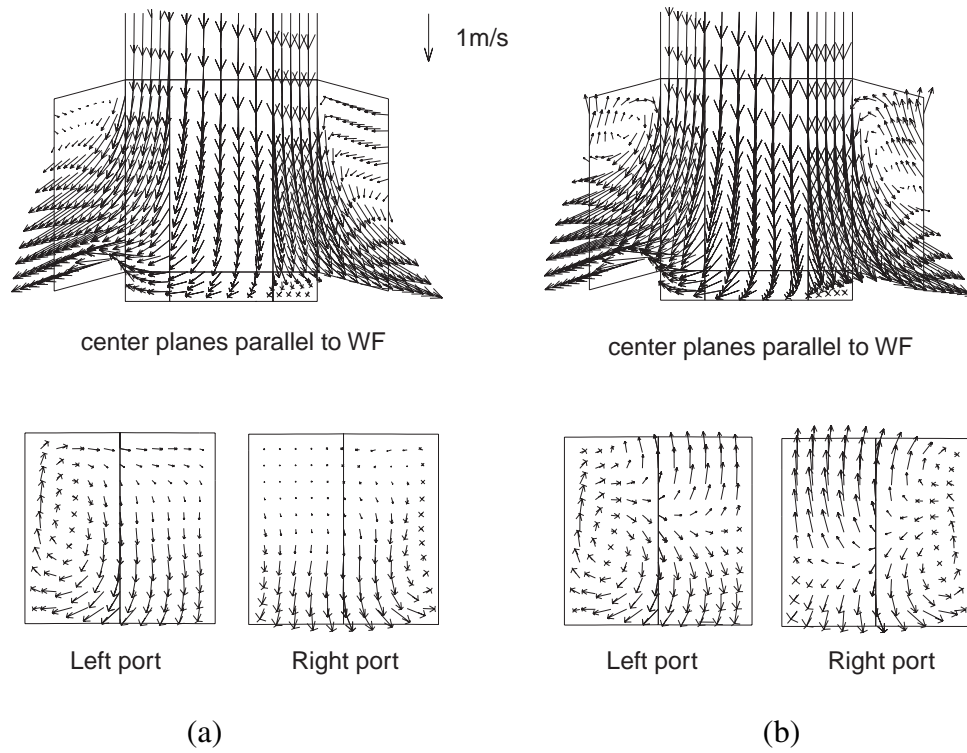 1m/s
center planes parallel to WF
center planes parallel to WF
Left port
Right port
Left port
Right port
(a)
(b)